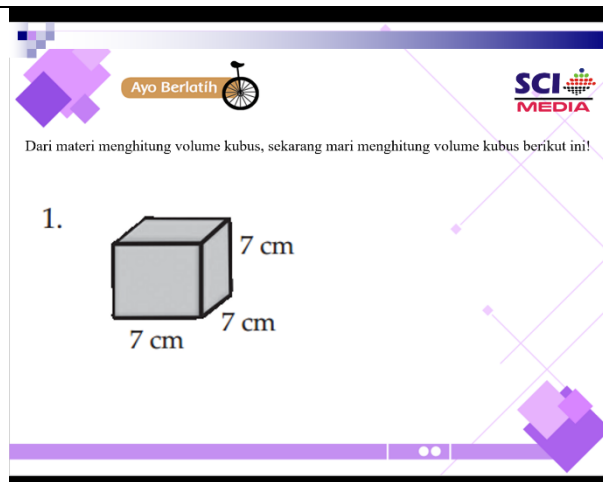 Ayo Berlatih
SCI
MEDIA
Dari materi menghitung volume kubus, sekarang mari menghitung volume kubus berikut ini!
1.
7 cm
7 cm
7 cm